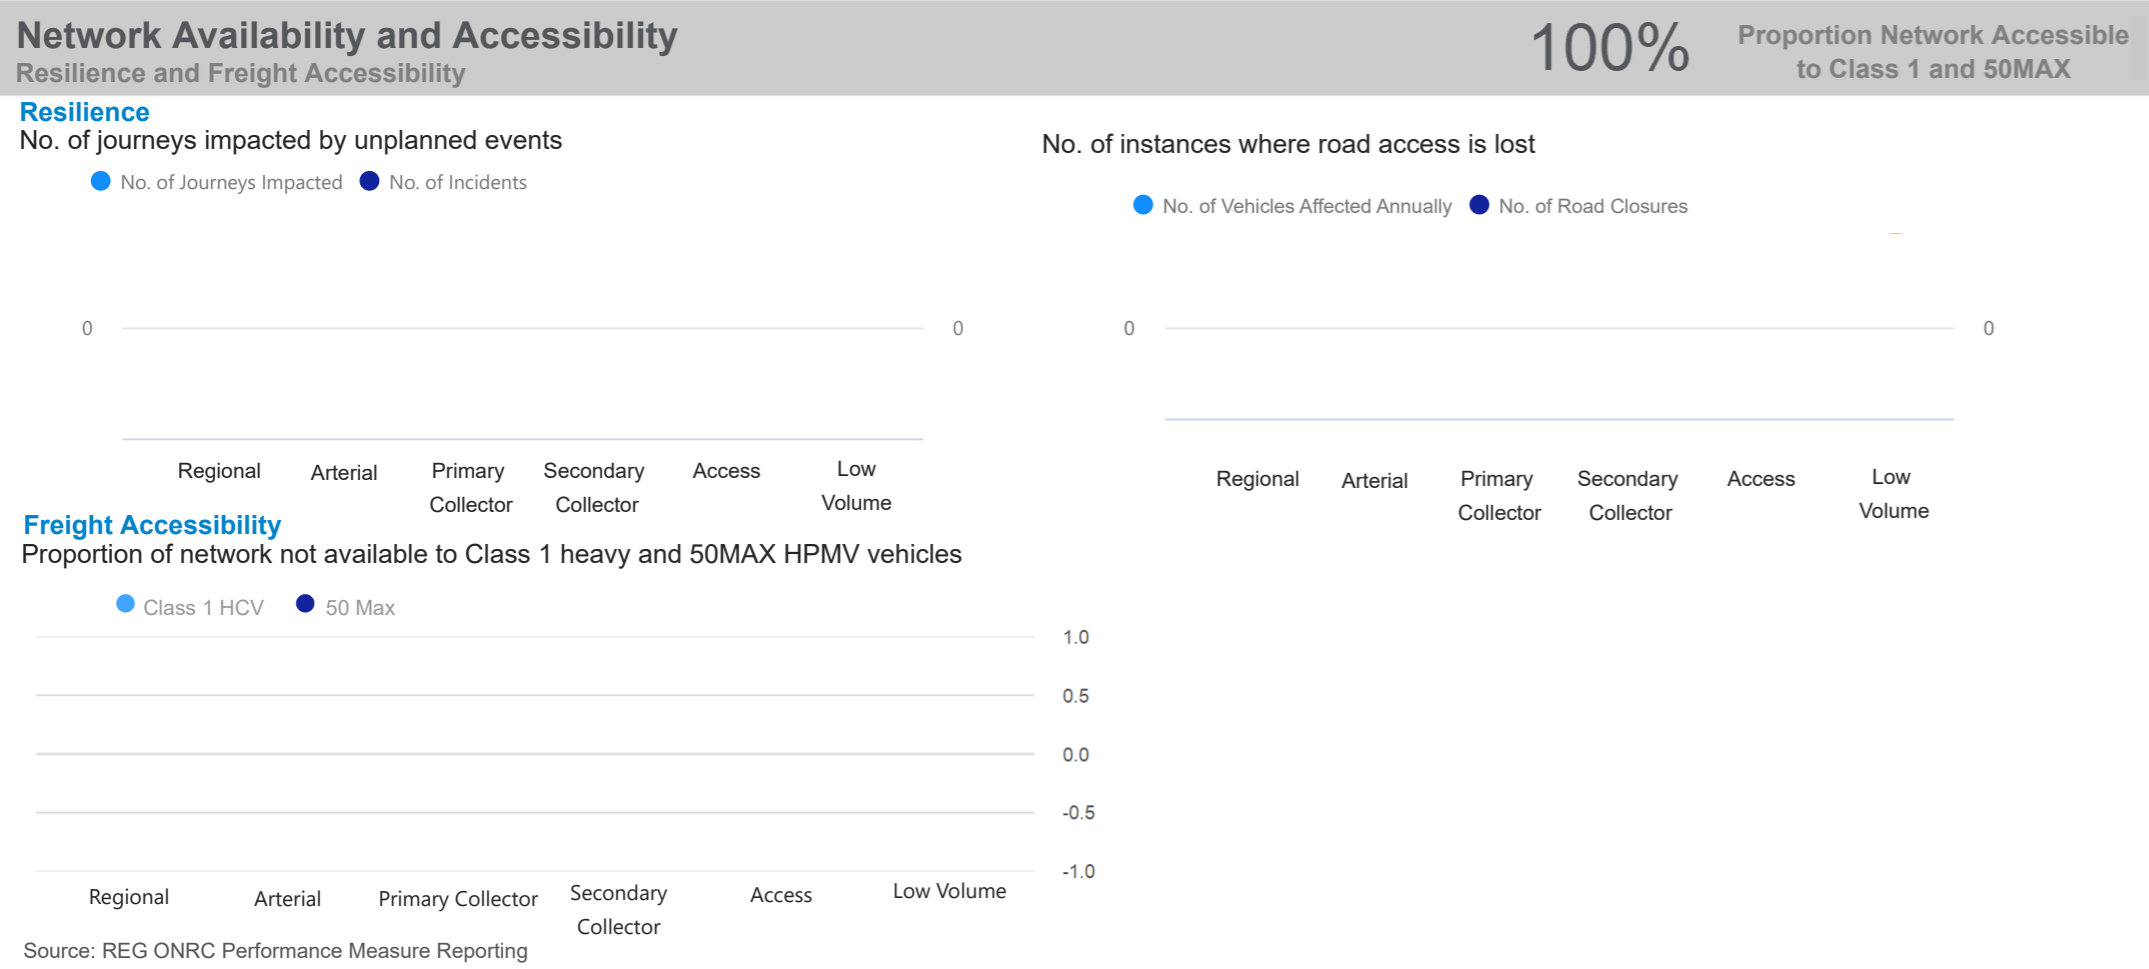 Network Availability and Accessibility
Resilience and Freight Accessibility
100%
Proportion Network Accessible
to Class 1 and 50MAX
Resilience
No. of journeys impacted by unplanned events
No. of Journeys Impacted No. of Incidents
0 0
Regional Arterial Primary Collector Secondary Collector Access Low Volume
No. of instances where road access is lost
No. of Vehicles Affected Annually No. of Road Closures
0 0
Regional Arterial Primary Collector Secondary Collector Access Low Volume
Freight Accessibility
Proportion of network not available to Class 1 heavy and 50MAX HPMV vehicles
Class 1 HCV 50 Max
1.0
0.5
0.0
-0.5
-1.0
Regional Arterial Primary Collector Secondary Collector Access Low Volume
Source: REG ONRC Performance Measure Reporting